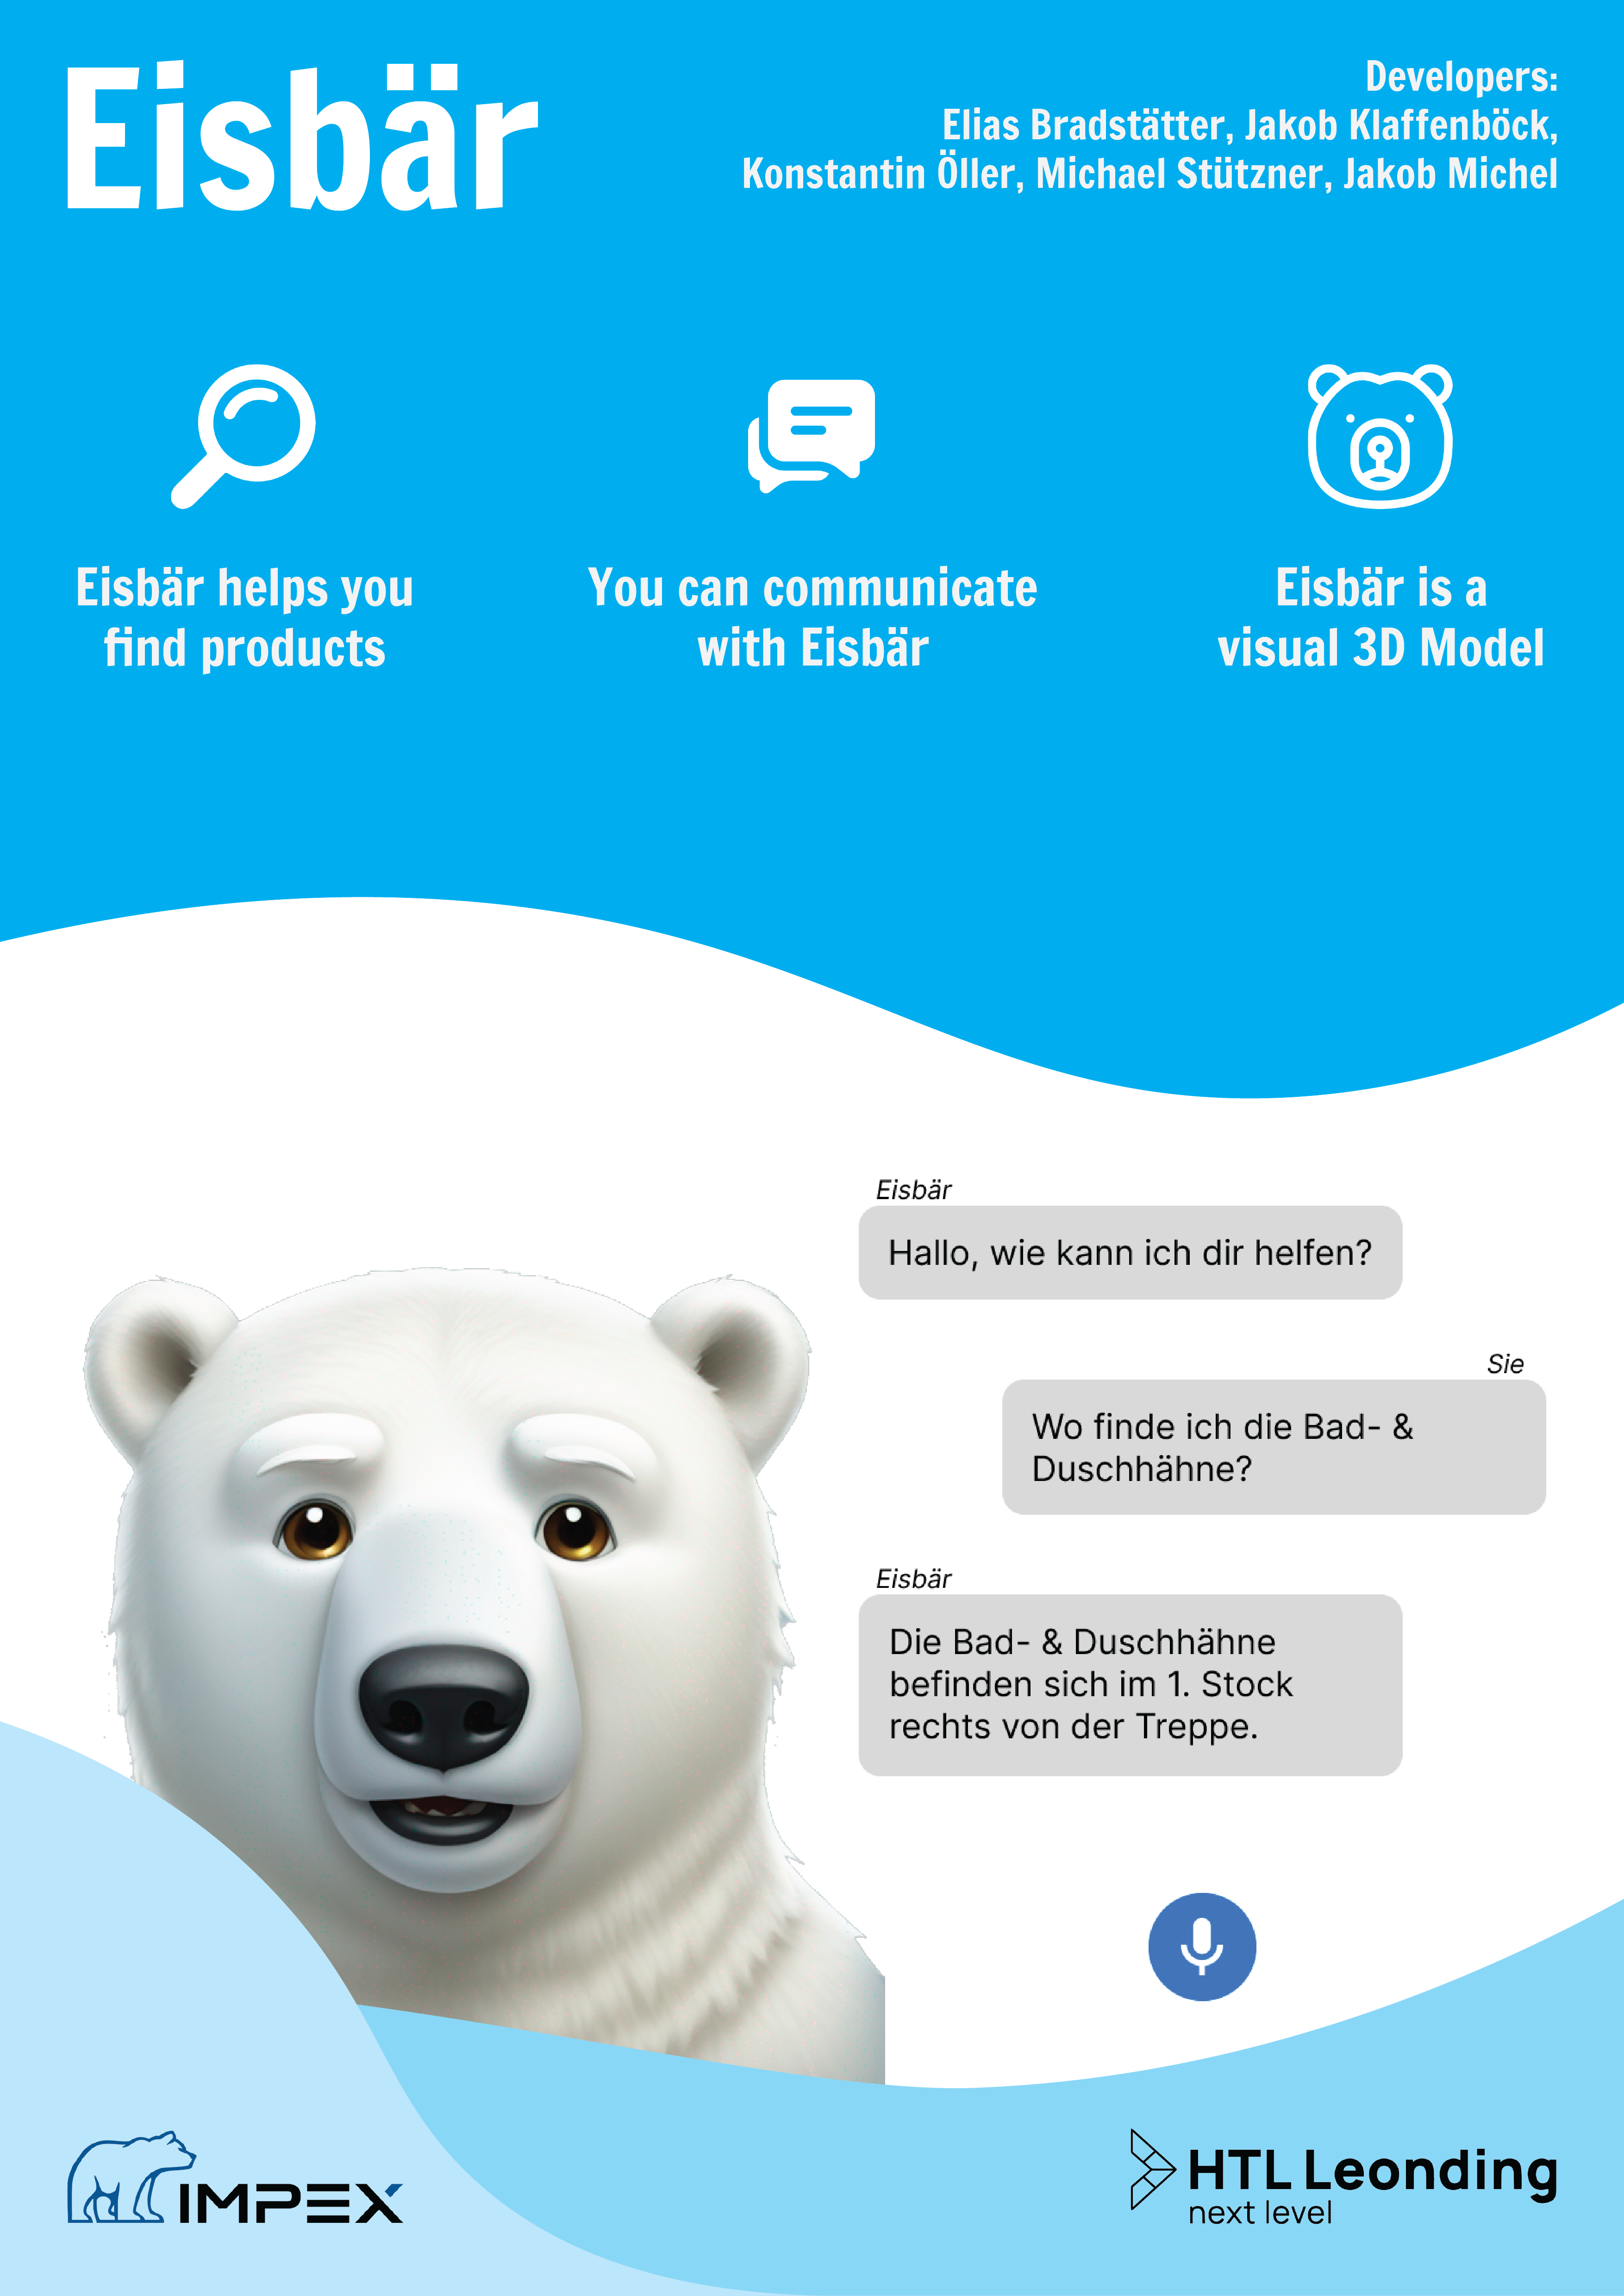 Eisbär
Developers:
Elias Bradstätter, Jakob Klaffenböck,
Konstantin Öller, Michael Stützner, Jakob Michel
Eisbär helps you
find products
You can communicate
with Eisbär
Eisbär is a
visual 3D Model
Eisbär
Hallo, wie kann ich dir helfen?
Sie
Wo finde ich die Bad- &
Duschhähne?
Eisbär
Die Bad- & Duschhähne
befinden sich im 1. Stock
rechts von der Treppe.
IMPEX
HTL Leonding
next level